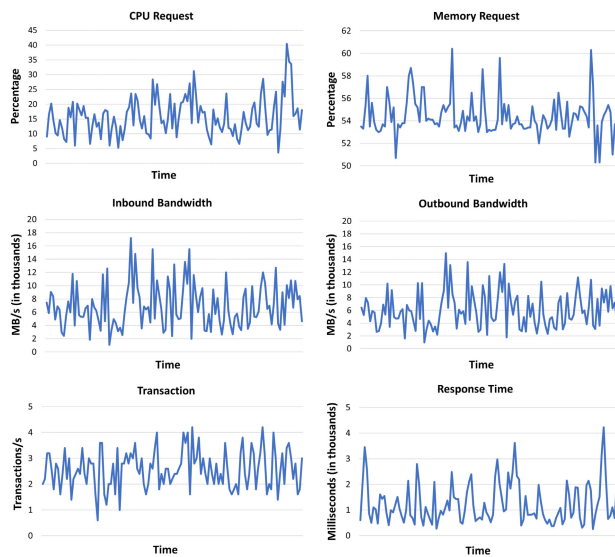 CPU Request
Percentage
45
40
35
30
25
20
15
10
5
0
Time
Memory Request
Percentage
62
60
58
56
54
52
50
Time
Inbound Bandwidth
MB/s (in thousands)
20
18
16
14
12
10
8
6
4
2
0
Time
Outbound Bandwidth
MB/s (in thousands)
20
18
16
14
12
10
8
6
4
2
0
Time
Transaction
Transactions/s
5
4
3
2
1
0
Time
Response Time
Milliseconds (in thousands)
5
4
3
2
1
0
Time